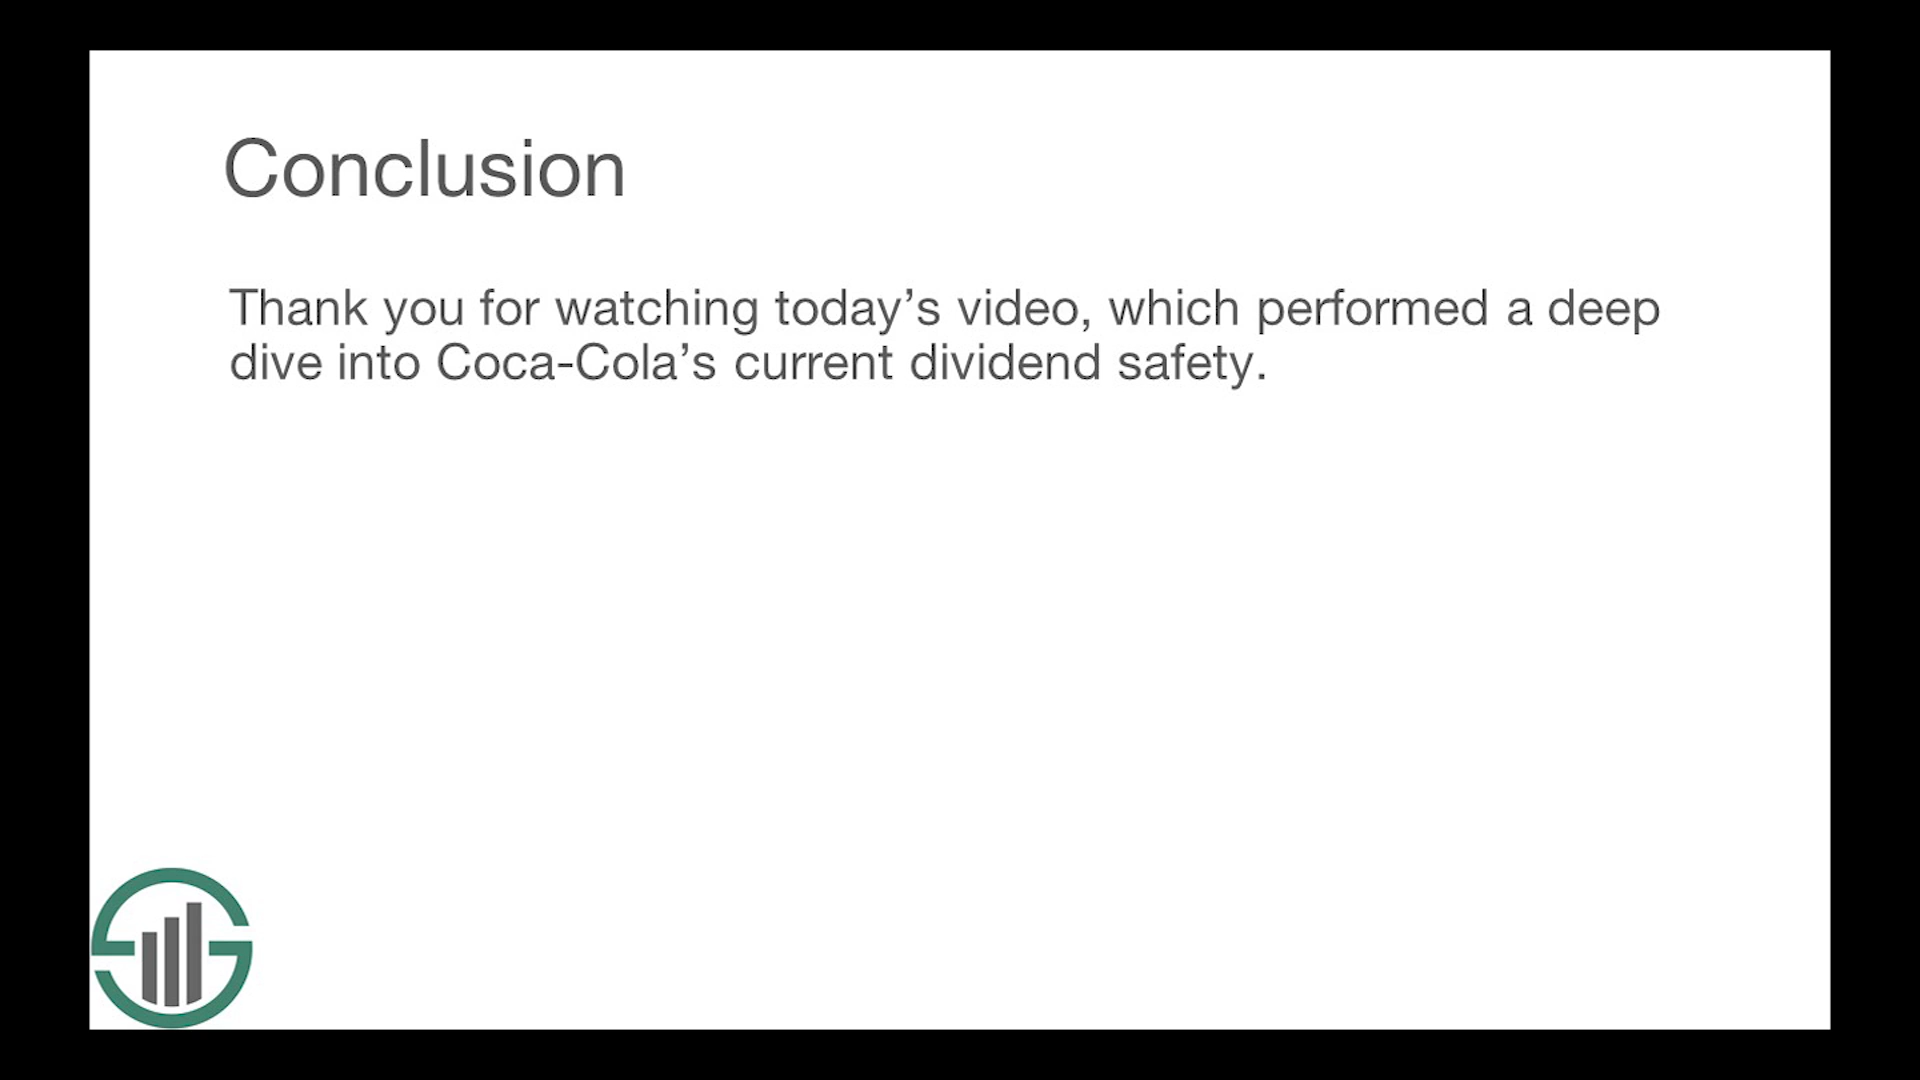 Conclusion
Thank you for watching today’s video, which performed a deep
dive into Coca-Cola’s current dividend safety.